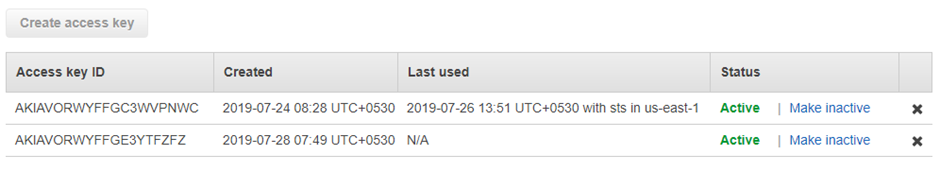 Create access key
Access key ID Created Last used Status
AKIAVORWYFFGC3WVPNWC 2019-07-24 08:28 UTC+0530 2019-07-26 13:51 UTC+0530 with sts in us-east-1 Active | Make inactive ✖
AKIAVORWYFFGE3YTFZFZ 2019-07-28 07:49 UTC+0530 N/A Active | Make inactive ✖